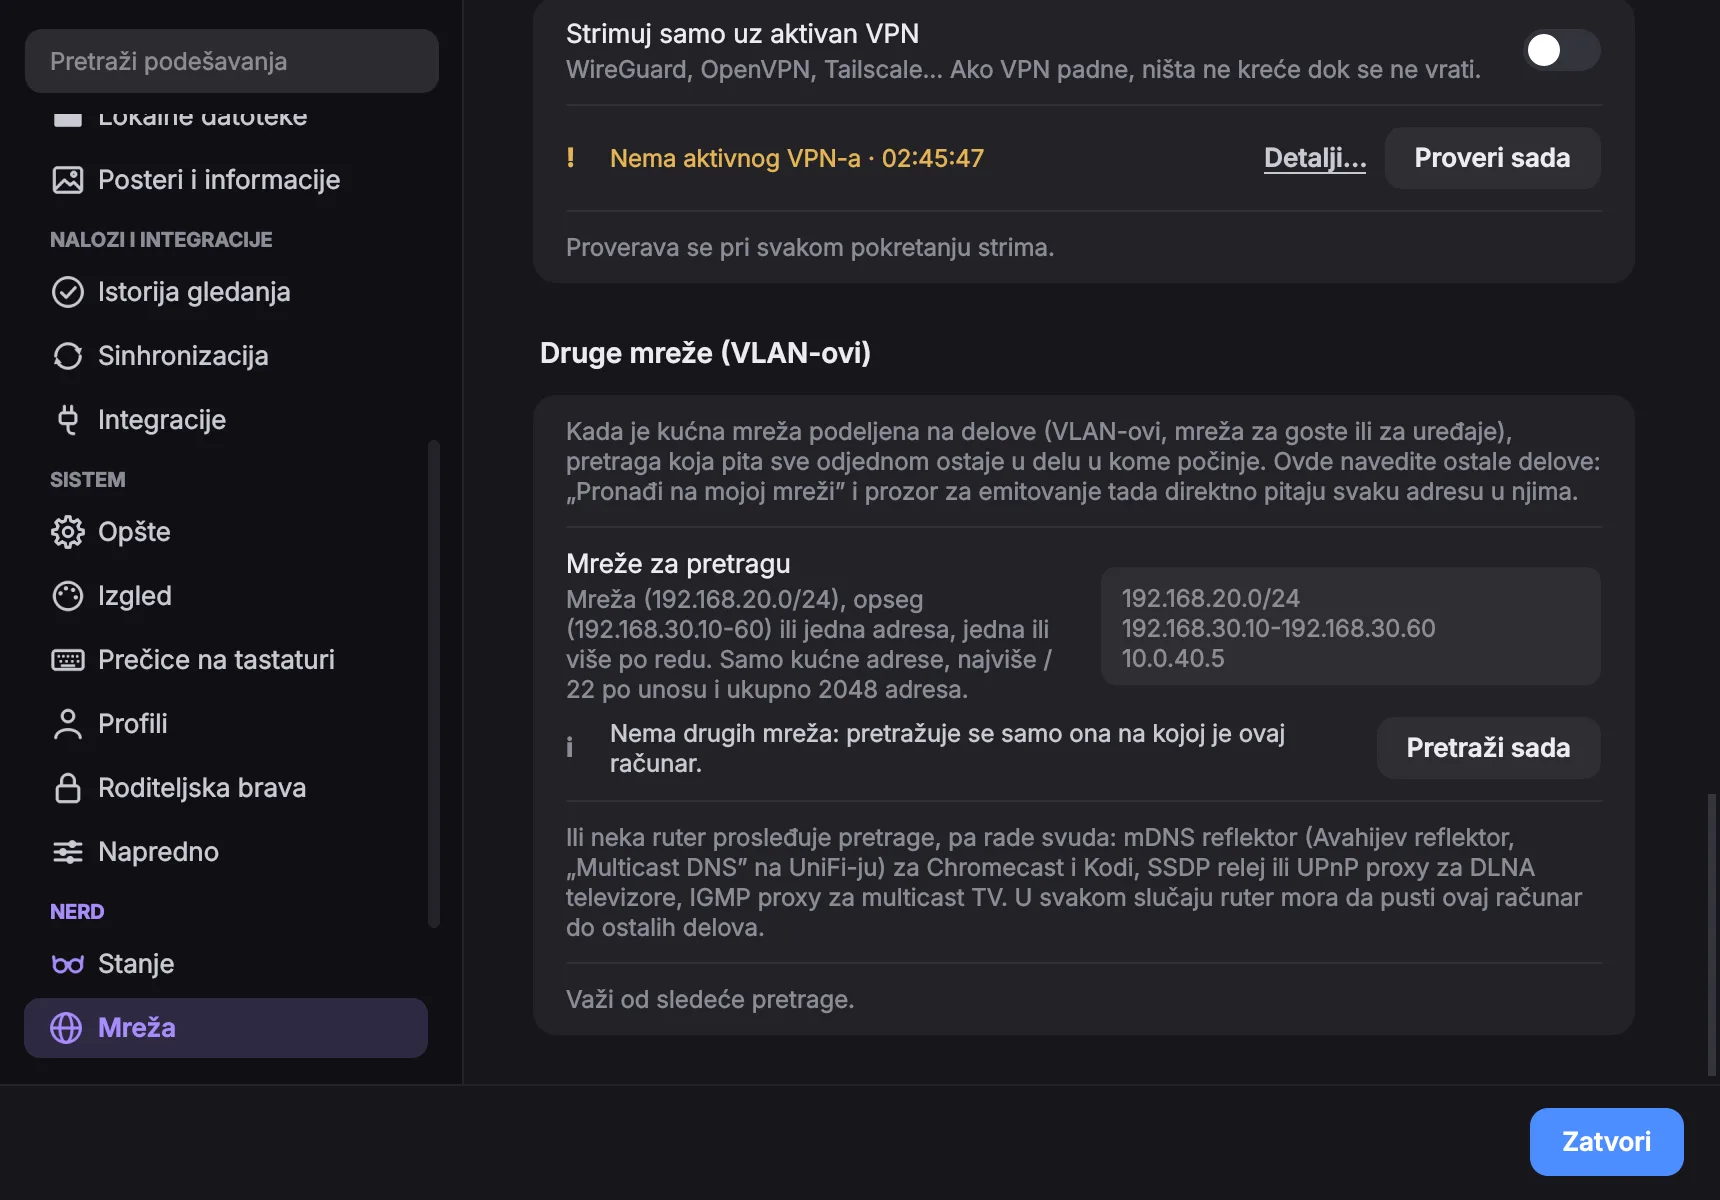 Pretraži podešavanja
Lokalne datoteke
Posteri i informacije
NALOZI I INTEGRACIJE
Istorija gledanja
Sinhronizacija
Integracije
SISTEM
Opšte
Izgled
Prečice na tastaturi
Profili
Roditeljska brava
Napredno
NERD
Stanje
Mreža
Strimuj samo uz aktivan VPN
WireGuard, OpenVPN, Tailscale... Ako VPN padne, ništa ne kreće dok se ne vrati.
! Nema aktivnog VPN-a · 02:45:47
Detalji...
Proveri sada
Proverava se pri svakom pokretanju strima.
Druge mreže (VLAN-ovi)
Kada je kućna mreža podeljena na delove (VLAN-ovi, mreža za goste ili za uređaje),
pretraga koja pita sve odjednom ostaje u delu u kome počinje. Ovde navedite ostale delove:
„Pronađi na mojoj mreži” i prozor za emitovanje tada direktno pitaju svaku adresu u njima.
Mreže za pretragu
Mreža (192.168.20.0/24), opseg
(192.168.30.10-60) ili jedna adresa, jedna ili
više po redu. Samo kućne adrese, najviše /
22 po unosu i ukupno 2048 adresa.
192.168.20.0/24
192.168.30.10-192.168.30.60
10.0.40.5
i Nema drugih mreža: pretražuje se samo ona na kojoj je ovaj
računar.
Pretraži sada
Ili neka ruter prosleđuje pretrage, pa rade svuda: mDNS reflektor (Avahijev reflektor,
„Multicast DNS” na UniFi-ju) za Chromecast i Kodi, SSDP relej ili UPnP proxy za DLNA
televizore, IGMP proxy za multicast TV. U svakom slučaju ruter mora da pusti ovaj računar
do ostalih delova.
Važi od sledeće pretrage.
Zatvori